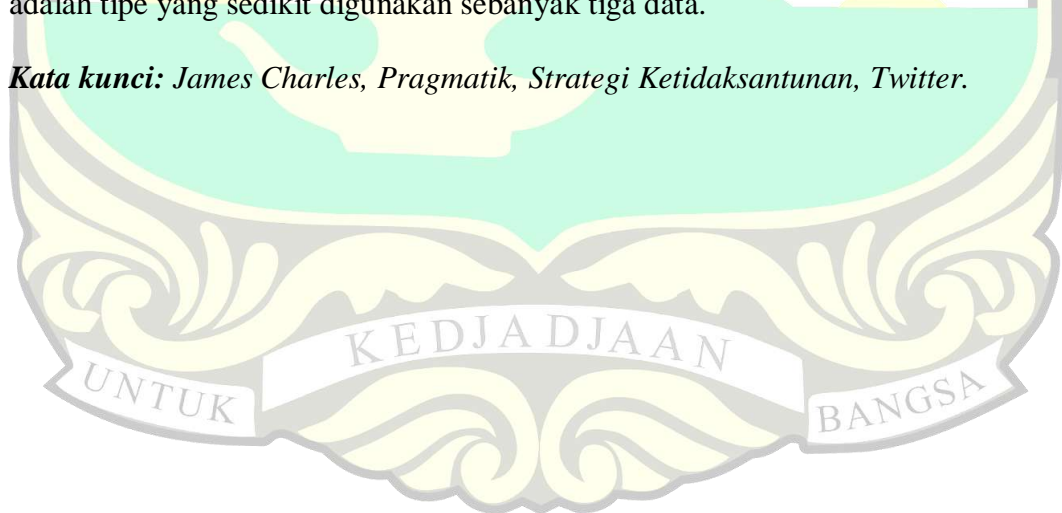 adalah tipe yang sedikit digunakan sebanyak tiga data.
Kata kunci: James Charles, Pragmatik, Strategi Ketidaksantunan, Twitter.
UNTUK KEDJADJAAN BANGSA